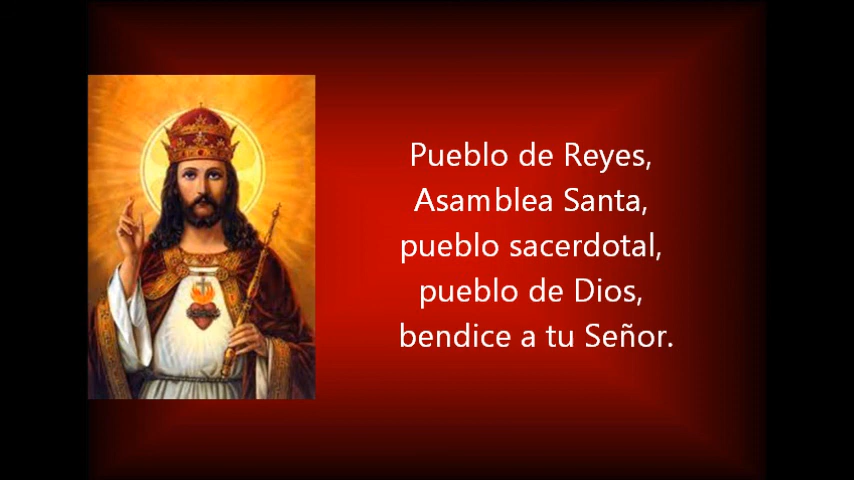 Pueblo de Reyes,
Asamblea Santa,
pueblo sacerdotal,
pueblo de Dios,
bendice a tu Señor.